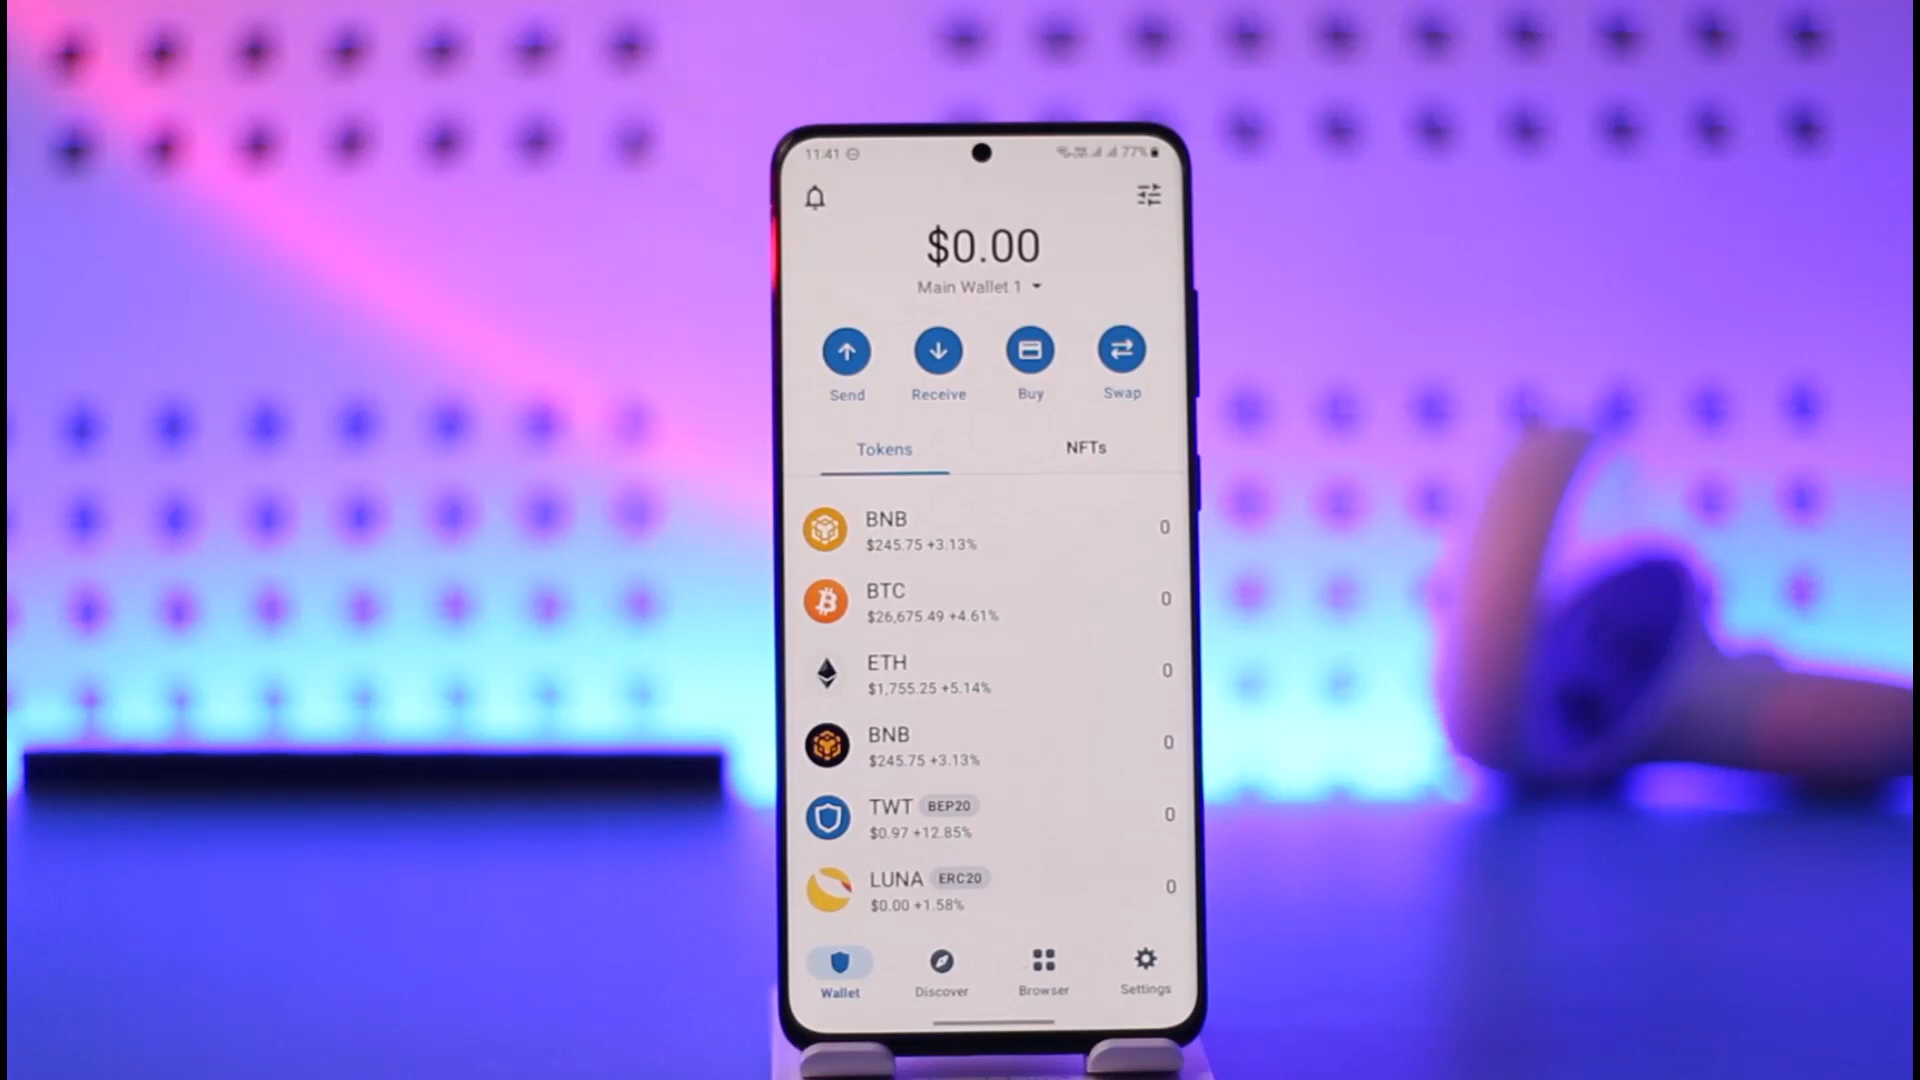 11:41
77%
$0.00
Main Wallet 1
Send Receive Buy Swap
Tokens NFTs
BNB
$245.75 +3.13%
0
BTC
$26,675.49 +4.61%
0
ETH
$1,755.25 +5.14%
0
BNB
$245.75 +3.13%
0
TWT BEP20
$0.97 +12.85%
0
LUNA ERC20
$0.00 +1.58%
0
Wallet Discover Browser Settings